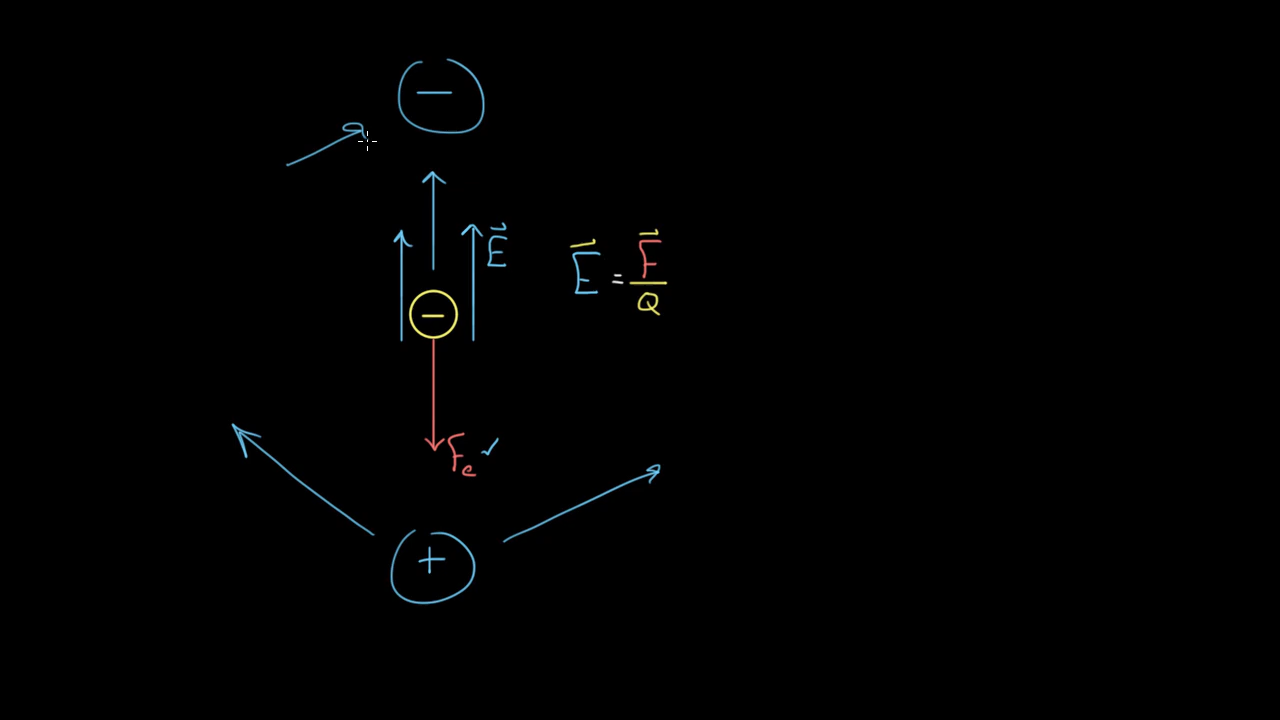 −
E⃗
E⃗ = F⃗/Q
−
Fe ✓
+